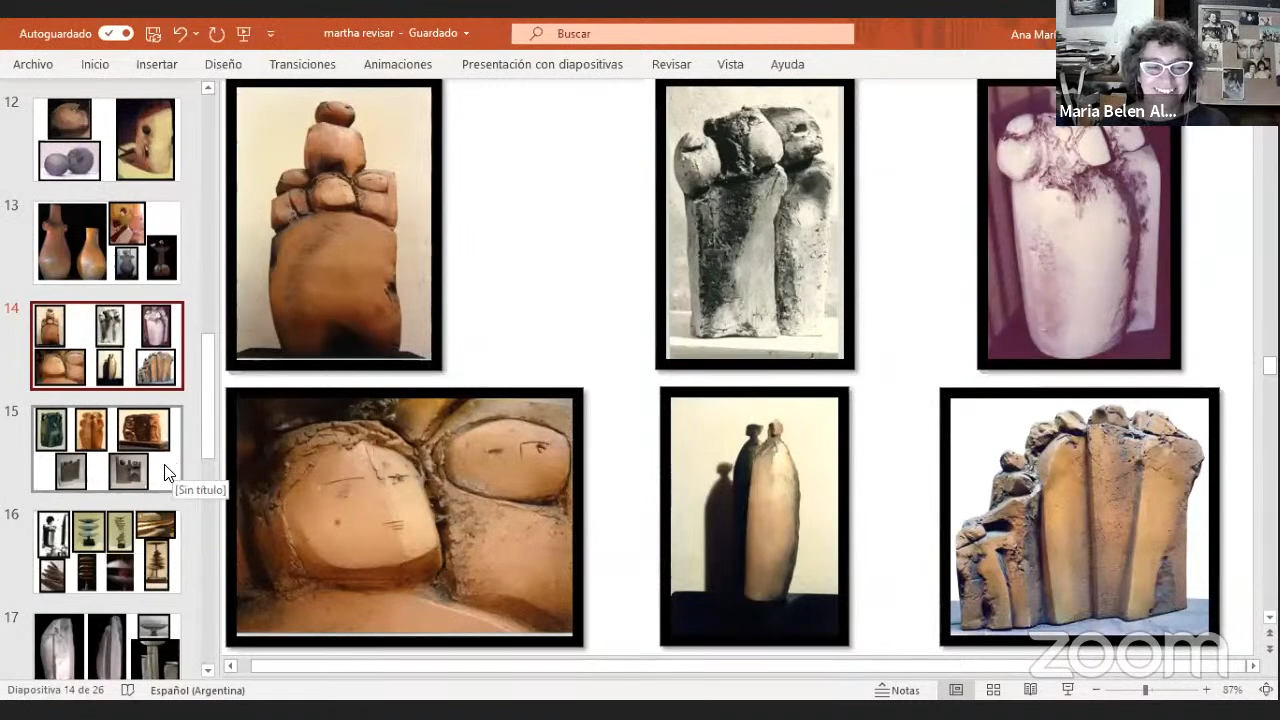 Autoguardado
martha revisar - Guardado
Buscar
Ana Mari
Archivo
Inicio
Insertar
Diseño
Transiciones
Animaciones
Presentación con diapositivas
Revisar
Vista
Ayuda
Maria Belen Al...
12
13
14
15
[Sin título]
16
17
zoom
Diapositiva 14 de 26
Español (Argentina)
Notas
87%